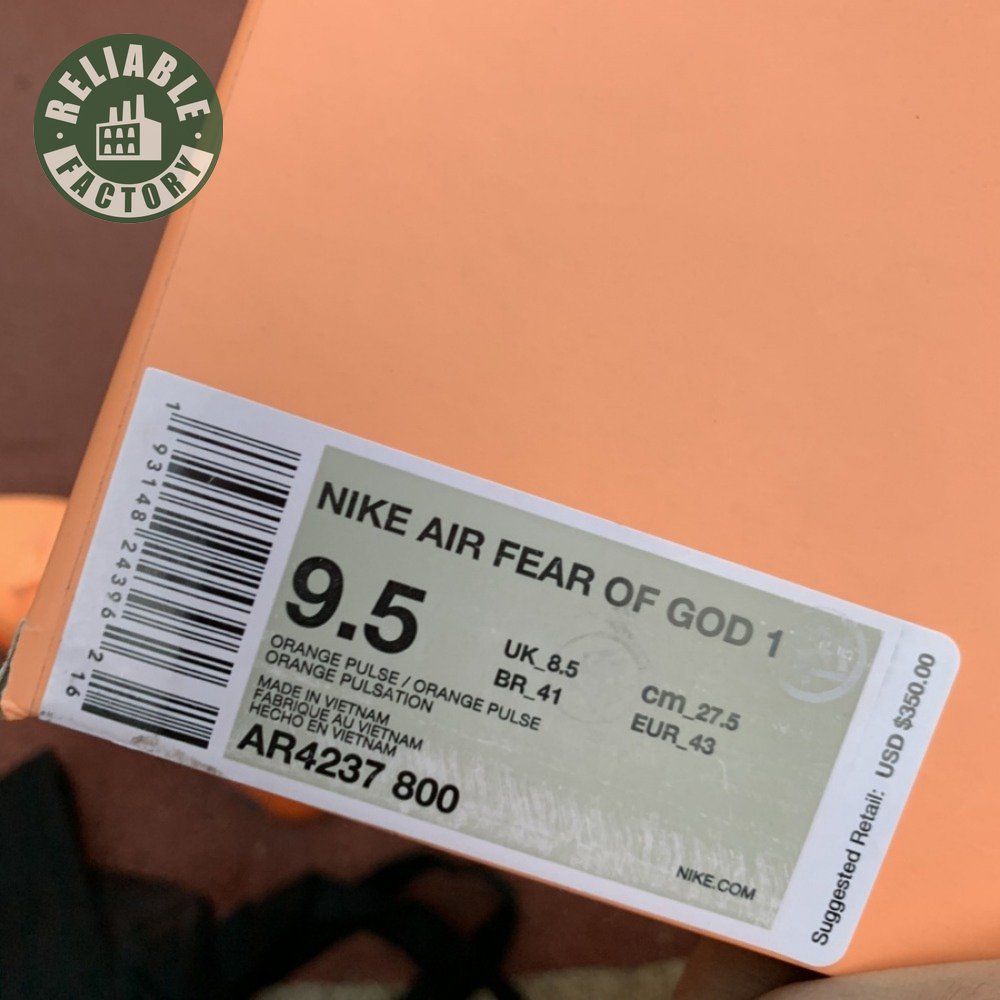 RELIABLE
FACTORY
1 93148 24396 2 16
NIKE AIR FEAR OF GOD 1
9.5
UK_8.5
BR_41
cm_27.5
EUR_43
ORANGE PULSE / ORANGE PULSE
ORANGE PULSATION
MADE IN VIETNAM
FABRIQUE AU VIETNAM
HECHO EN VIETNAM
AR4237 800
NIKE.COM
Suggested Retail: USD $350.00